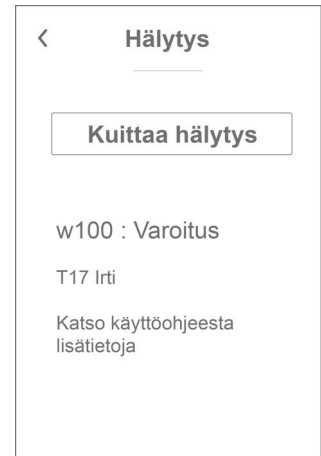 Hälytys
Kuittaa hälytys
w100 : Varoitus
T17 Irti
Katso käyttöohjeesta
lisätietoja